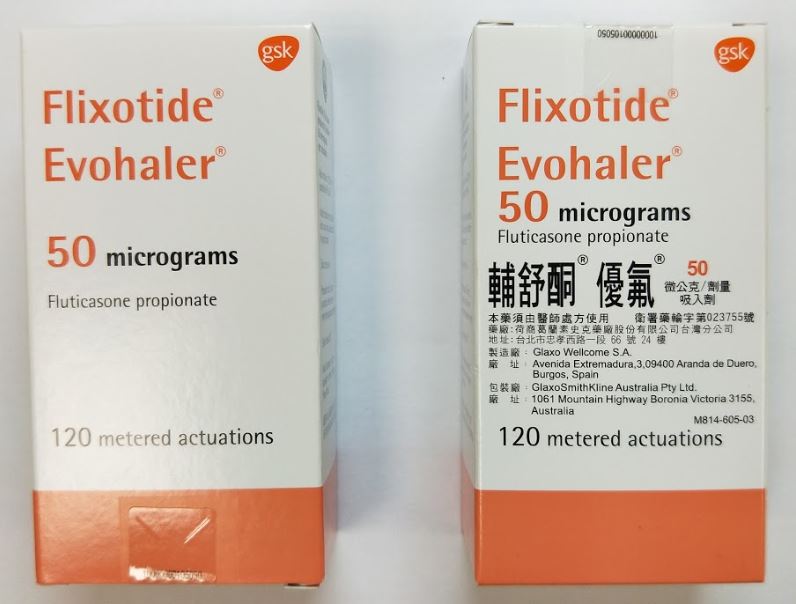 gsk
Flixotide®
Evohaler®
50 micrograms
Fluticasone propionate
120 metered actuations
1000000000105050
gsk
Flixotide®
Evohaler®
50 micrograms
Fluticasone propionate
輔舒酮® 優氟® 50
微公克/劑量
吸入劑
本藥須由醫師處方使用 衛署藥輸字第023755號
藥廠:荷商葛蘭素史克藥廠股份有限公司台灣分公司
地址:台北市忠孝西路一段 66 號 24 樓
製造廠:Glaxo Wellcome S.A.
廠 址:Avenida Extremadura,3,09400 Aranda de Duero,
Burgos, Spain
包裝廠:GlaxoSmithKline Australia Pty Ltd.
廠 址:1061 Mountain Highway Boronia Victoria 3155,
Australia
M814-605-03
120 metered actuations